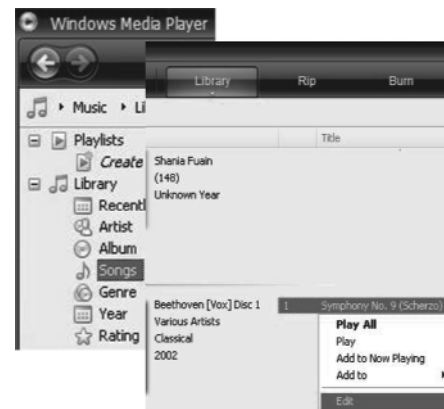 Windows Media Player
Library Rip Burn
Music Li
Title
Playlists
Create
Library
Recentl
Artist
Album
Songs
Genre
Year
Rating
Shania Fuain
(148)
Unknown Year
Beethoven [Vox] Disc 1 1 Symphony No. 9 (Scherzo)
Various Artists
Classical
2002
Play All
Play
Add to Now Playing
Add to
Edit